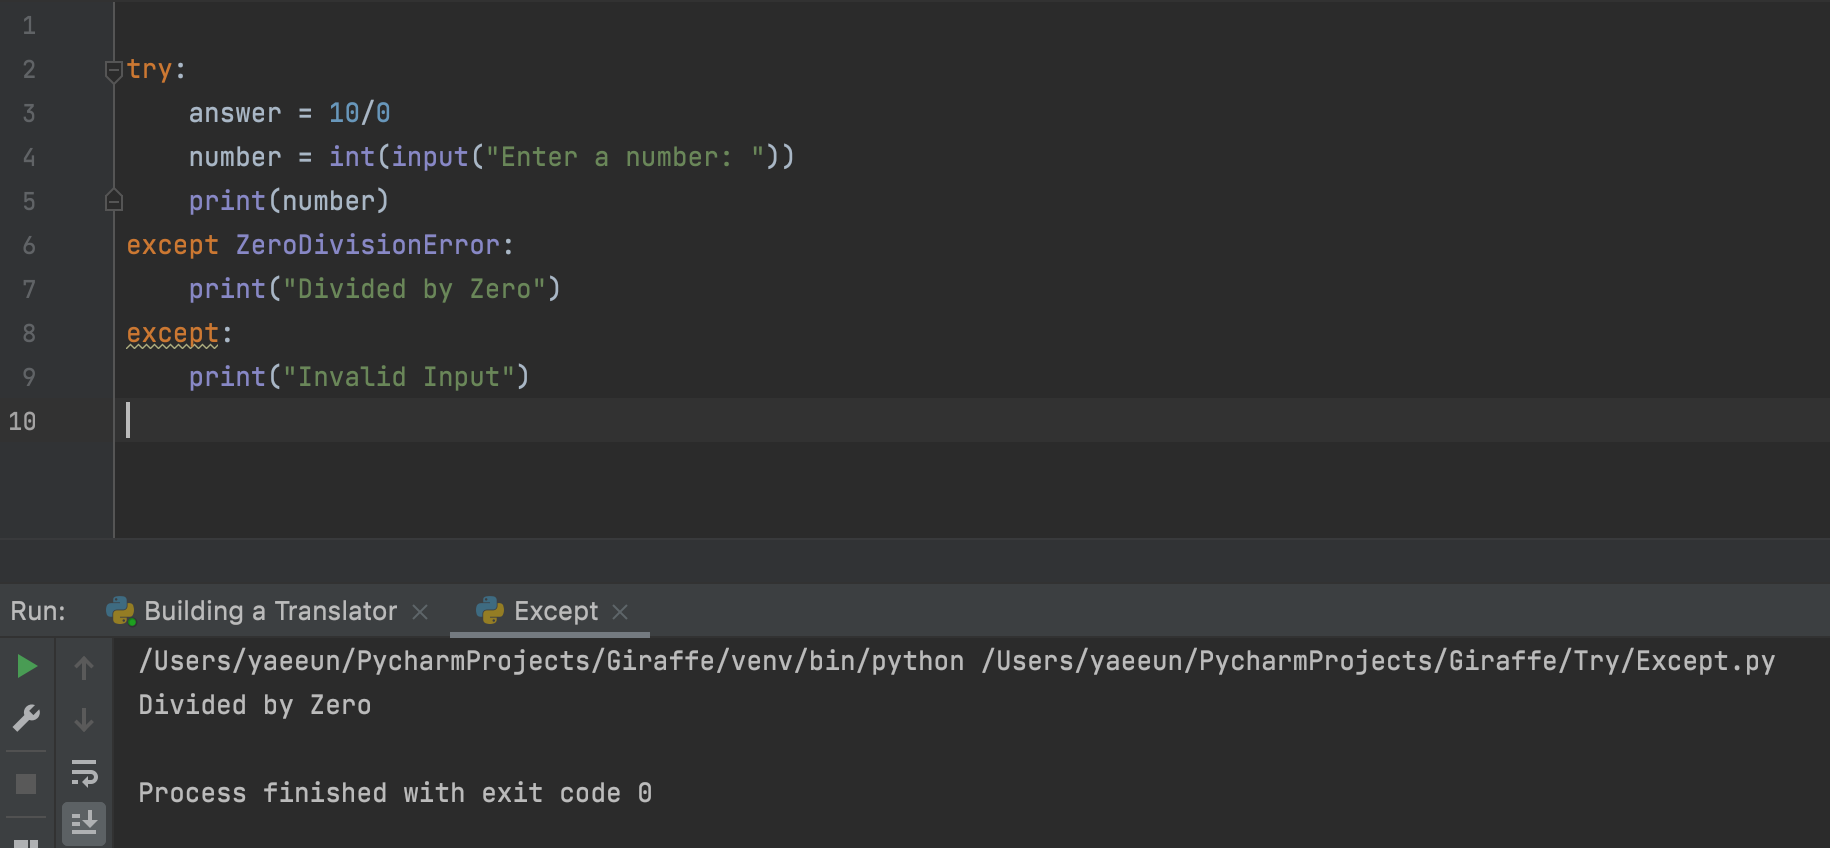 1
2 try:
3     answer = 10/0
4     number = int(input("Enter a number: "))
5     print(number)
6 except ZeroDivisionError:
7     print("Divided by Zero")
8 except:
9     print("Invalid Input")
10
Run: Building a Translator × Except ×
/Users/yaeeun/PycharmProjects/Giraffe/venv/bin/python /Users/yaeeun/PycharmProjects/Giraffe/Try/Except.py
Divided by Zero
Process finished with exit code 0